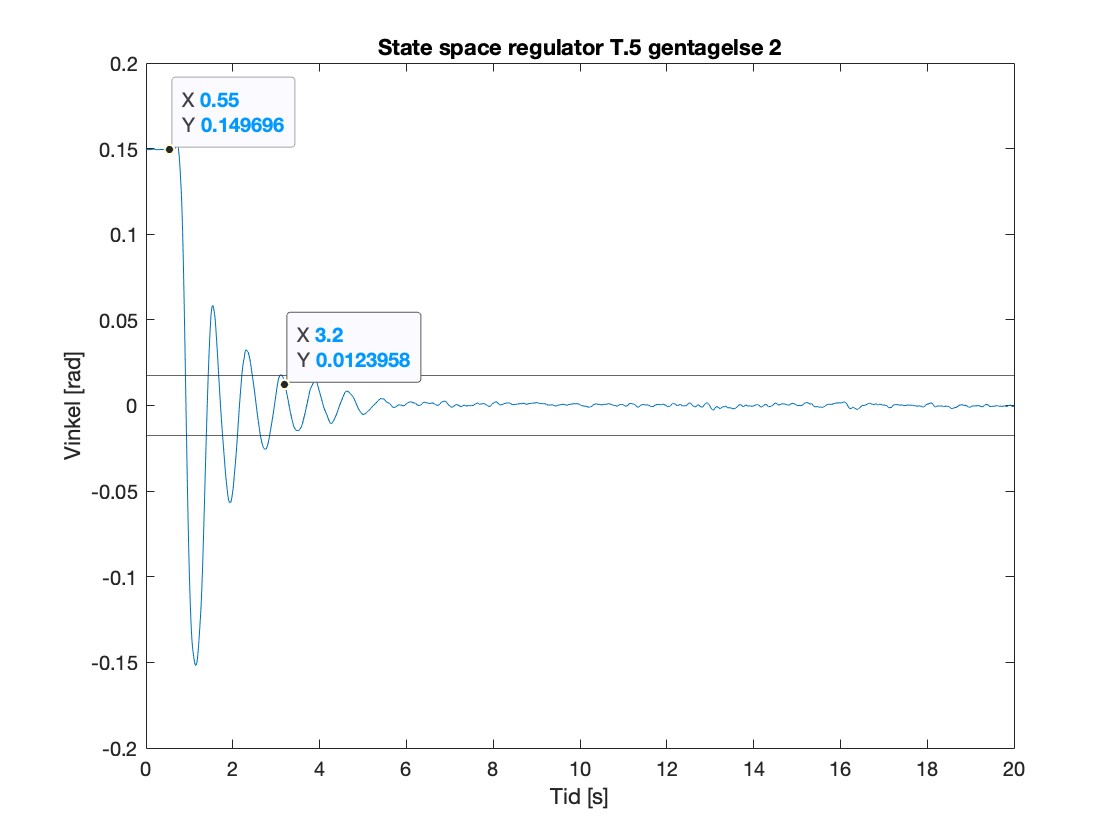 State space regulator T.5 gentagelse 2
0.2
X 0.55
Y 0.149696
0.15
0.1
0.05
X 3.2
Y 0.0123958
0
-0.05
-0.1
-0.15
-0.2
Vinkel [rad]
0 2 4 6 8 10 12 14 16 18 20
Tid [s]